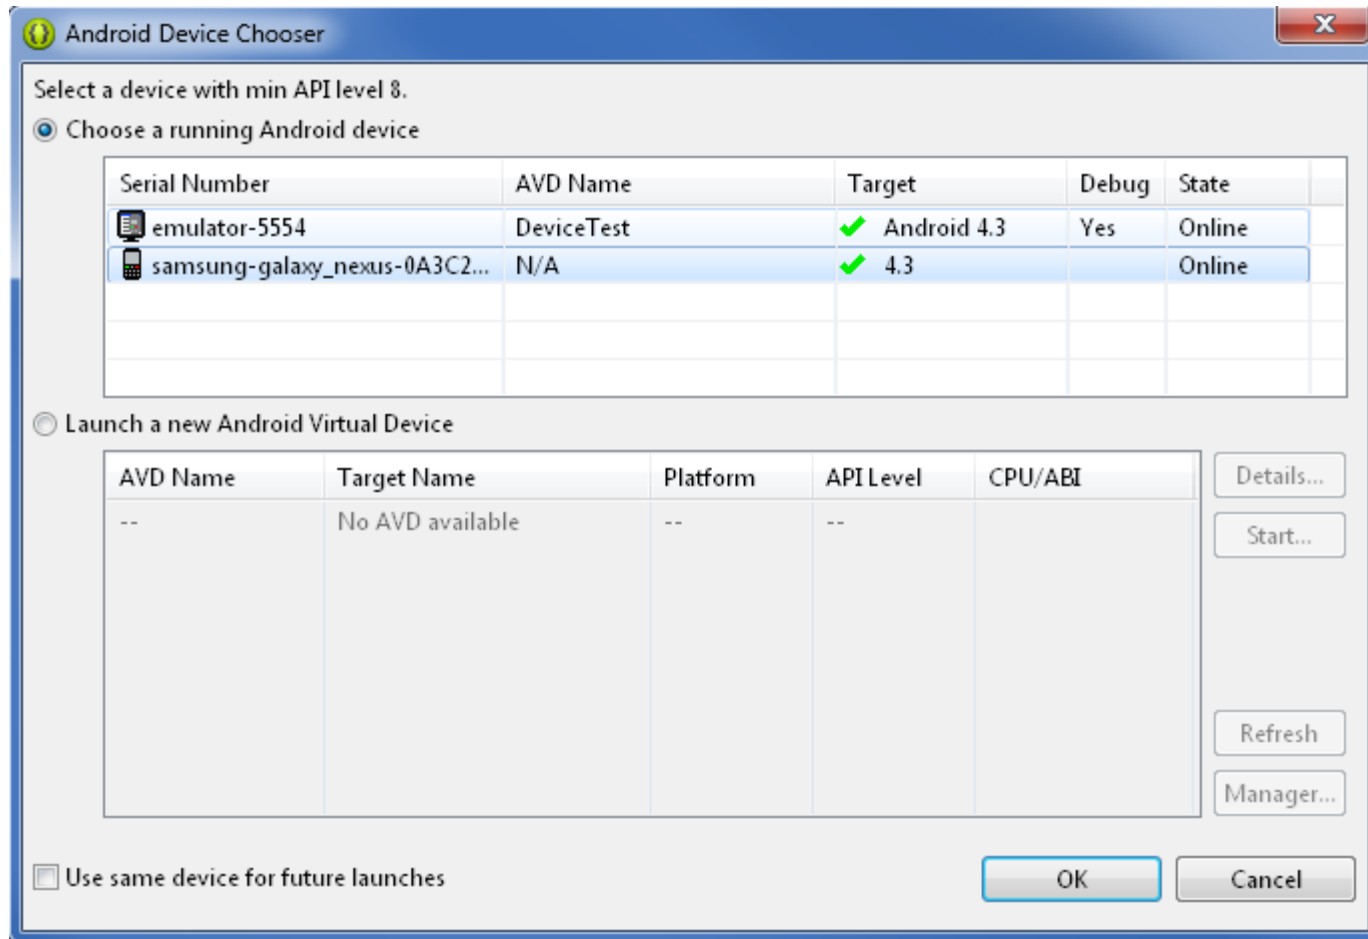 Android Device Chooser
Select a device with min API level 8.
Choose a running Android device
Serial Number AVD Name Target Debug State
emulator-5554 DeviceTest Android 4.3 Yes Online
samsung-galaxy_nexus-0A3C2... N/A 4.3 Online
Launch a new Android Virtual Device
AVD Name Target Name Platform API Level CPU/ABI
-- No AVD available -- --
Details...
Start...
Refresh
Manager...
Use same device for future launches
OK Cancel